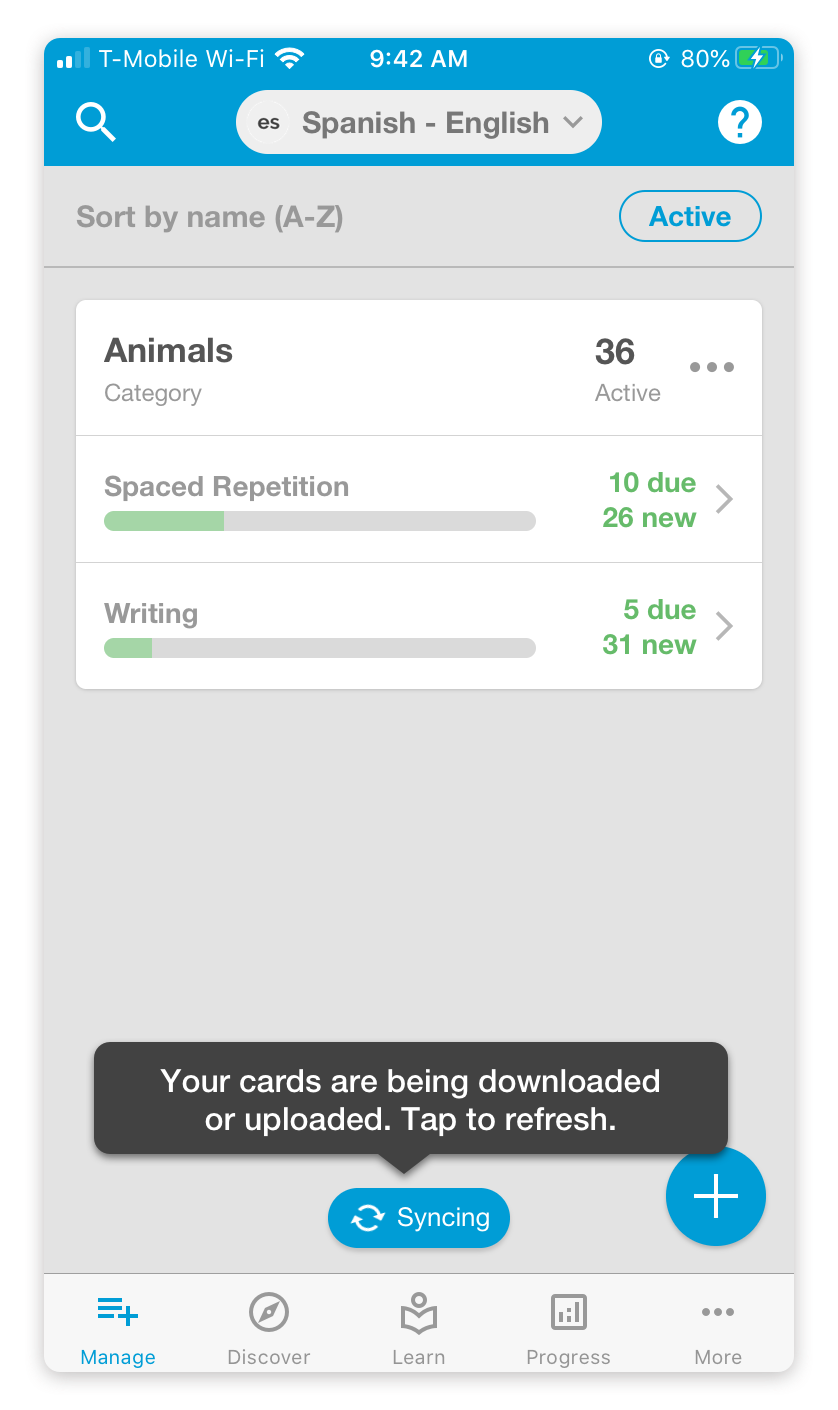 T-Mobile Wi-Fi 9:42 AM 80%
es Spanish - English ?
Sort by name (A-Z) Active
Animals 36
Category Active
Spaced Repetition 10 due
26 new
Writing 5 due
31 new
Your cards are being downloaded
or uploaded. Tap to refresh.
Syncing
Manage Discover Learn Progress More